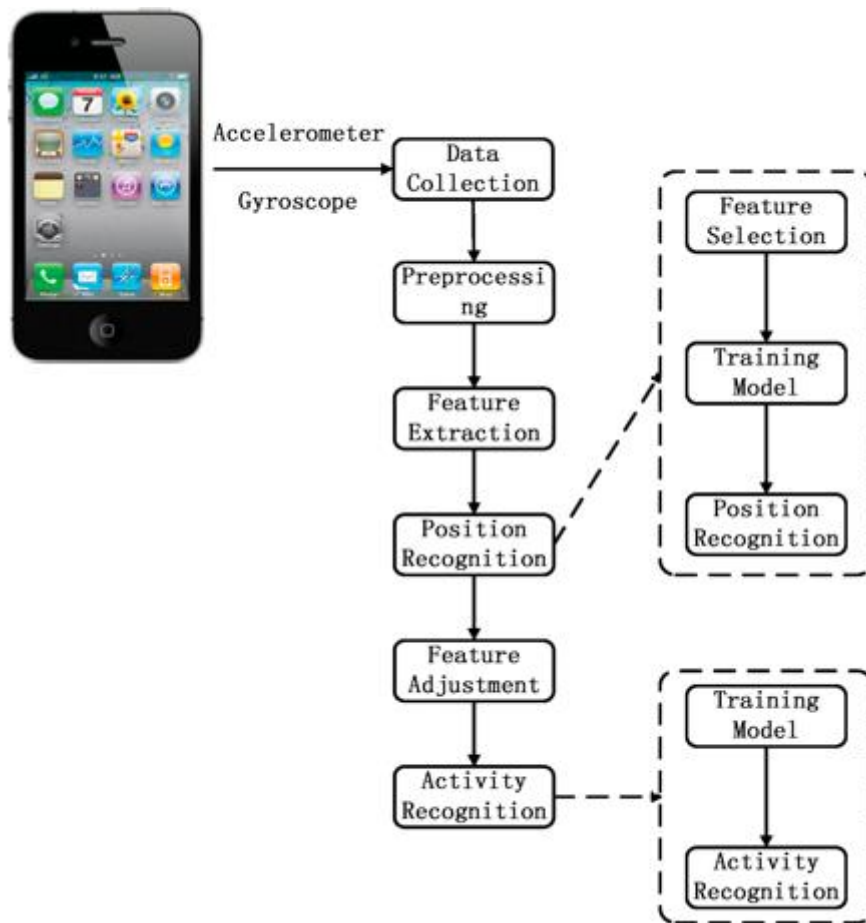 Accelerometer
Gyroscope
Data
Collection
Preprocessi
ng
Feature
Extraction
Position
Recognition
Feature
Adjustment
Activity
Recognition
Feature
Selection
Training
Model
Position
Recognition
Training
Model
Activity
Recognition
7